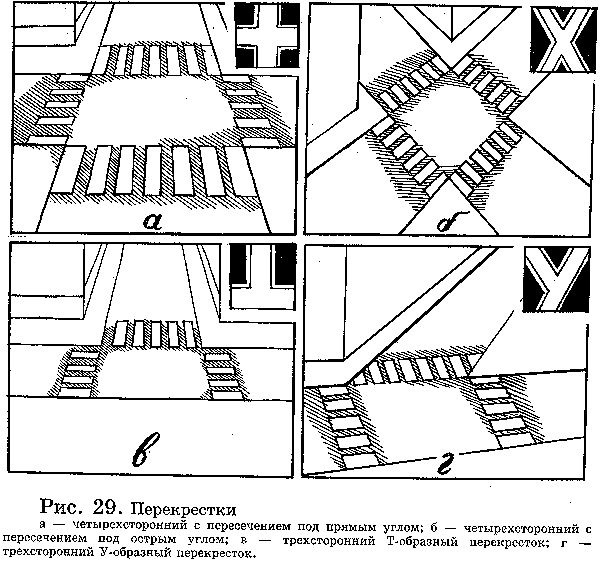 а
б
в
г
Рис. 29. Перекрестки
а — четырехсторонний с пересечением под прямым углом; б — четырехсторонний с
пересечением под острым углом; в — трехсторонний Т-образный перекресток; г —
трехсторонний У-образный перекресток.